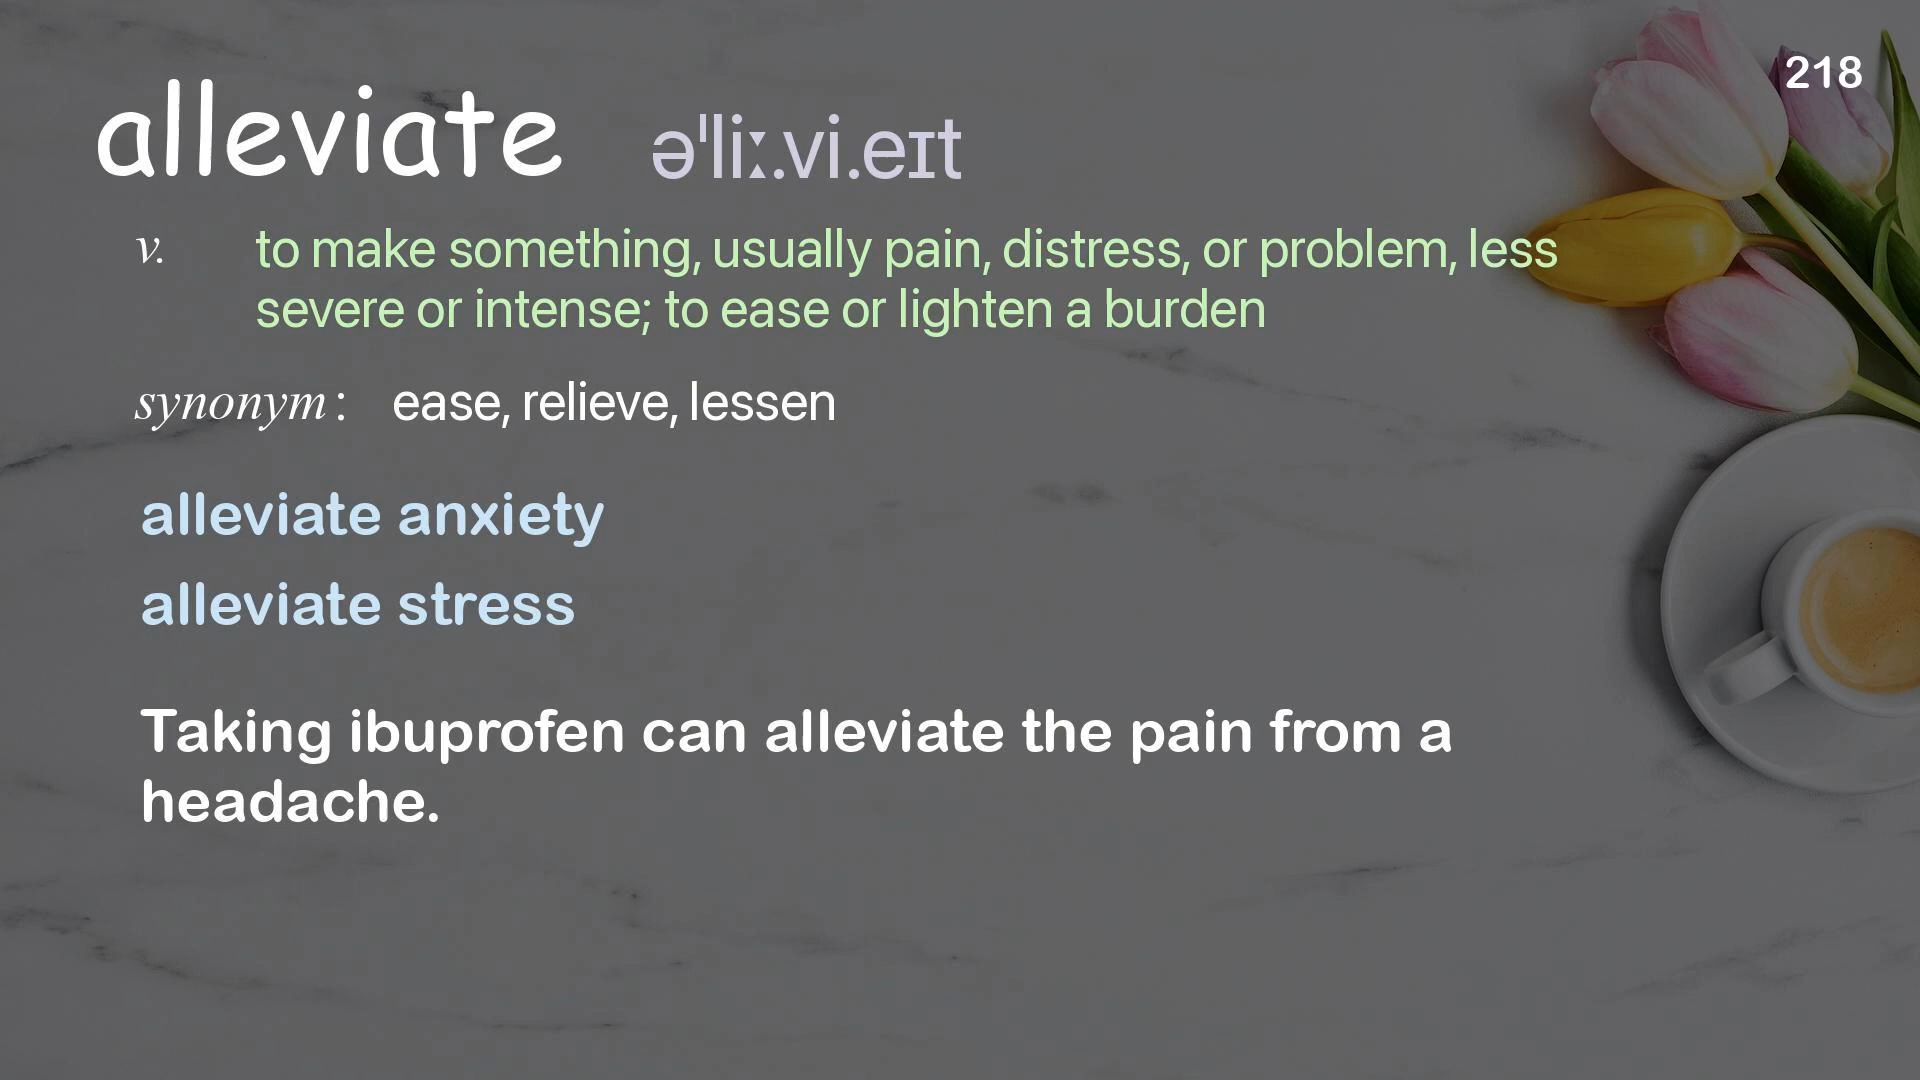 218
alleviate əˈliː.vi.eɪt
v. to make something, usually pain, distress, or problem, less
severe or intense; to ease or lighten a burden
synonym: ease, relieve, lessen
alleviate anxiety
alleviate stress
Taking ibuprofen can alleviate the pain from a
headache.